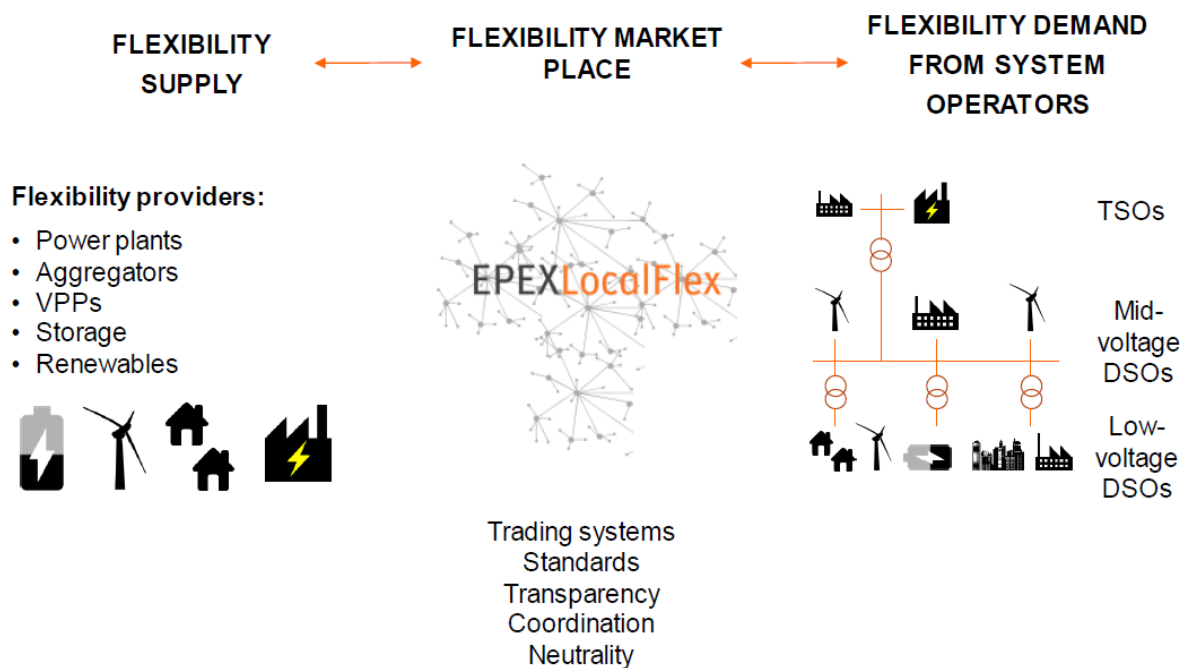 FLEXIBILITY
SUPPLY
FLEXIBILITY MARKET
PLACE
FLEXIBILITY DEMAND
FROM SYSTEM
OPERATORS
Flexibility providers:
• Power plants
• Aggregators
• VPPs
• Storage
• Renewables
EPEXLocalFlex
Trading systems
Standards
Transparency
Coordination
Neutrality
TSOs
Mid-
voltage
DSOs
Low-
voltage
DSOs